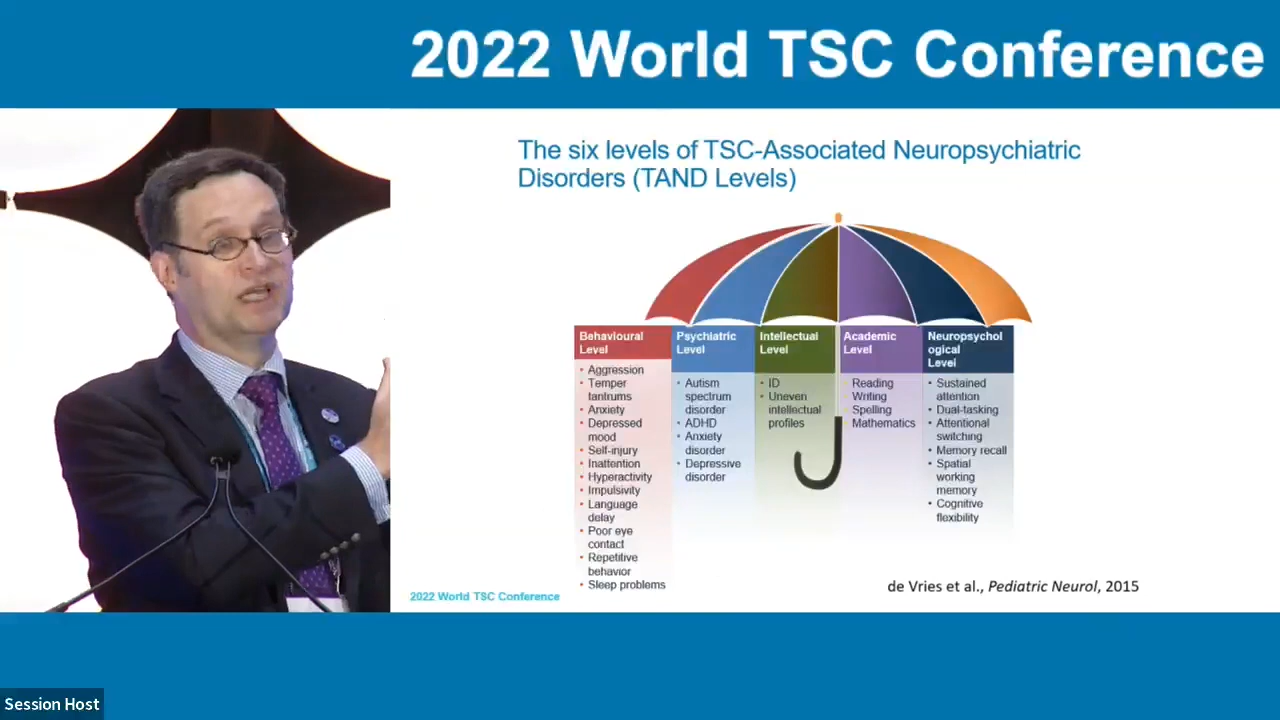 2022 World TSC Conference
The six levels of TSC-Associated Neuropsychiatric
Disorders (TAND Levels)
Behavioural
Level
• Aggression
• Temper
tantrums
• Anxiety
• Depressed
mood
• Self-injury
• Inattention
• Hyperactivity
• Impulsivity
• Language
delay
• Poor eye
contact
• Repetitive
behavior
• Sleep problems
Psychiatric
Level
• Autism
spectrum
disorder
• ADHD
• Anxiety
disorder
• Depressive
disorder
Intellectual
Level
• ID
• Uneven
intellectual
profiles
Academic
Level
Reading
Writing
Spelling
Mathematics
Neuropsychol
ogical
Level
• Sustained
attention
• Dual-tasking
• Attentional
switching
• Memory recall
• Spatial
working
memory
• Cognitive
flexibility
de Vries et al., Pediatric Neurol, 2015
2022 World TSC Conference
Session Host